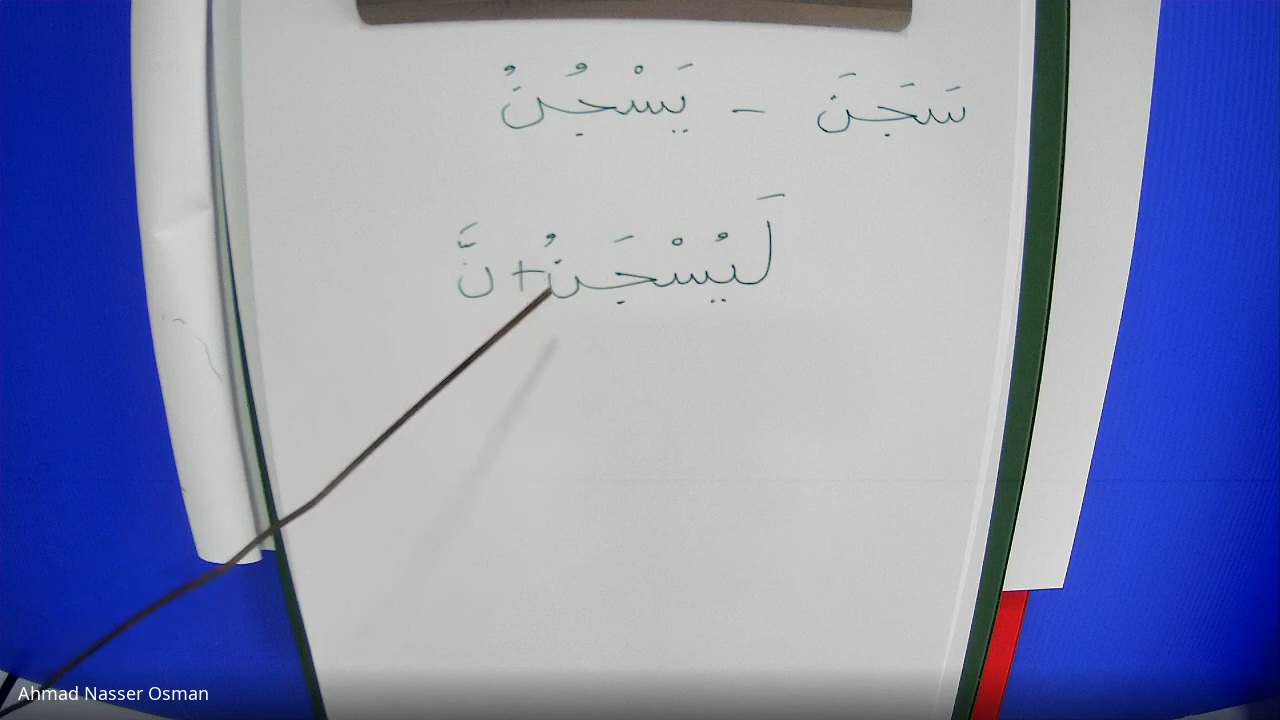 سَجَنَ - يَسْجُنُ
لَيُسْجَنُ + نَّ
Ahmad Nasser Osman